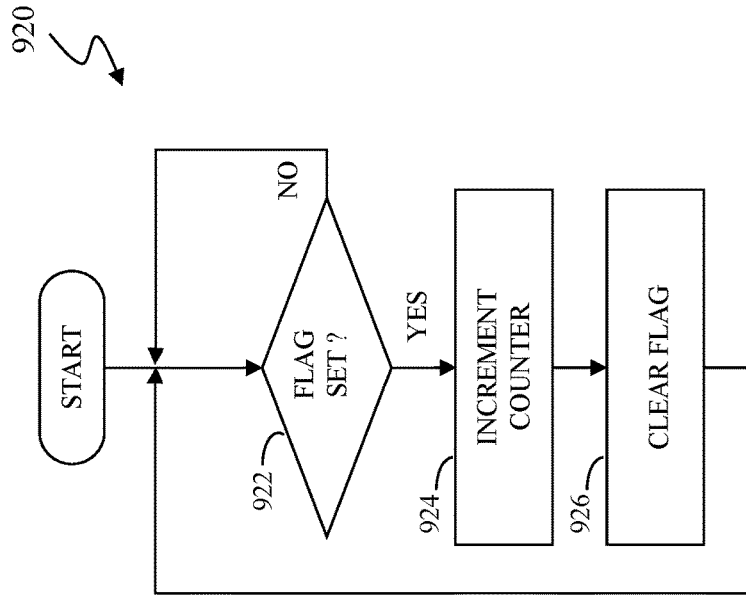 920
START
FLAG
SET ?
NO
922
YES
INCREMENT
COUNTER
924
CLEAR FLAG
926